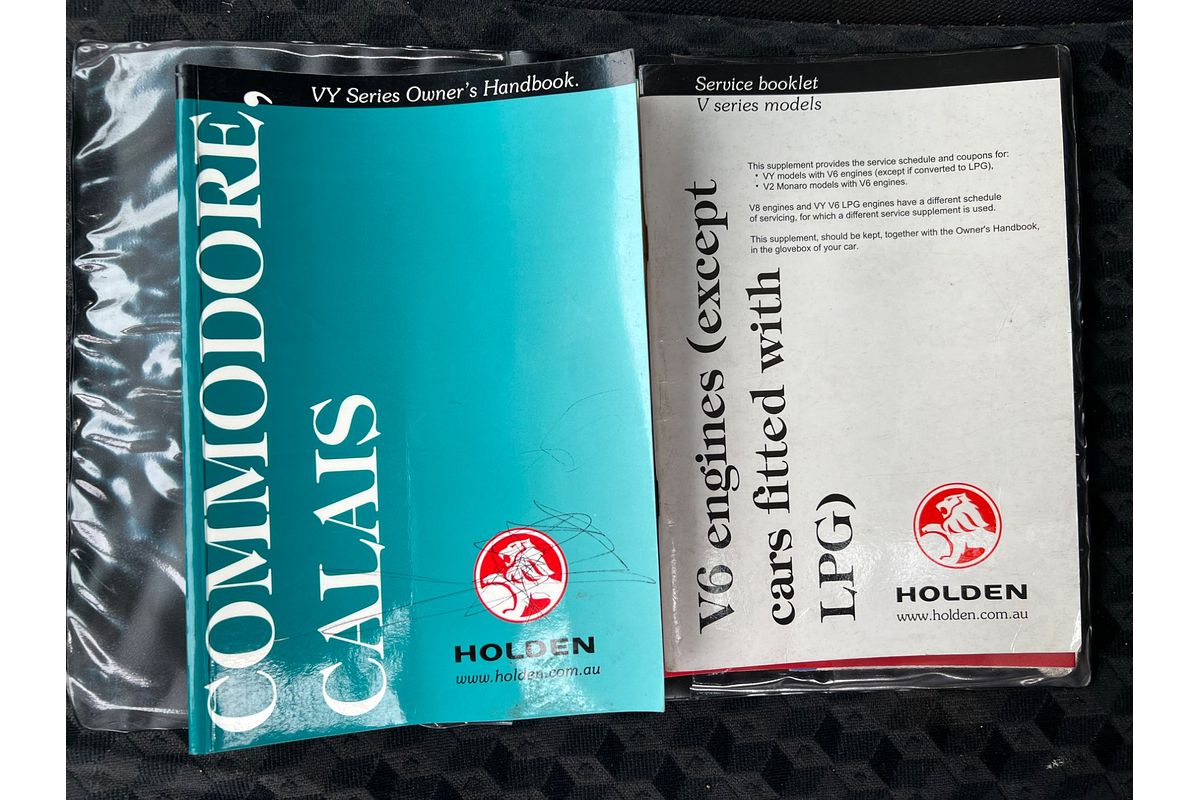 VY Series Owner's Handbook.
COMMODORE,
CALAIS
HOLDEN
www.holden.com.au
Service booklet
V series models
This supplement provides the service schedule and coupons for:
• VY models with V6 engines (except if converted to LPG),
• V2 Monaro models with V6 engines.
V8 engines and VY V6 LPG engines have a different schedule
of servicing, for which a different service supplement is used.
This supplement, should be kept, together with the Owner's Handbook,
in the glovebox of your car.
V6 engines (except
cars fitted with
LPG)
HOLDEN
www.holden.com.au